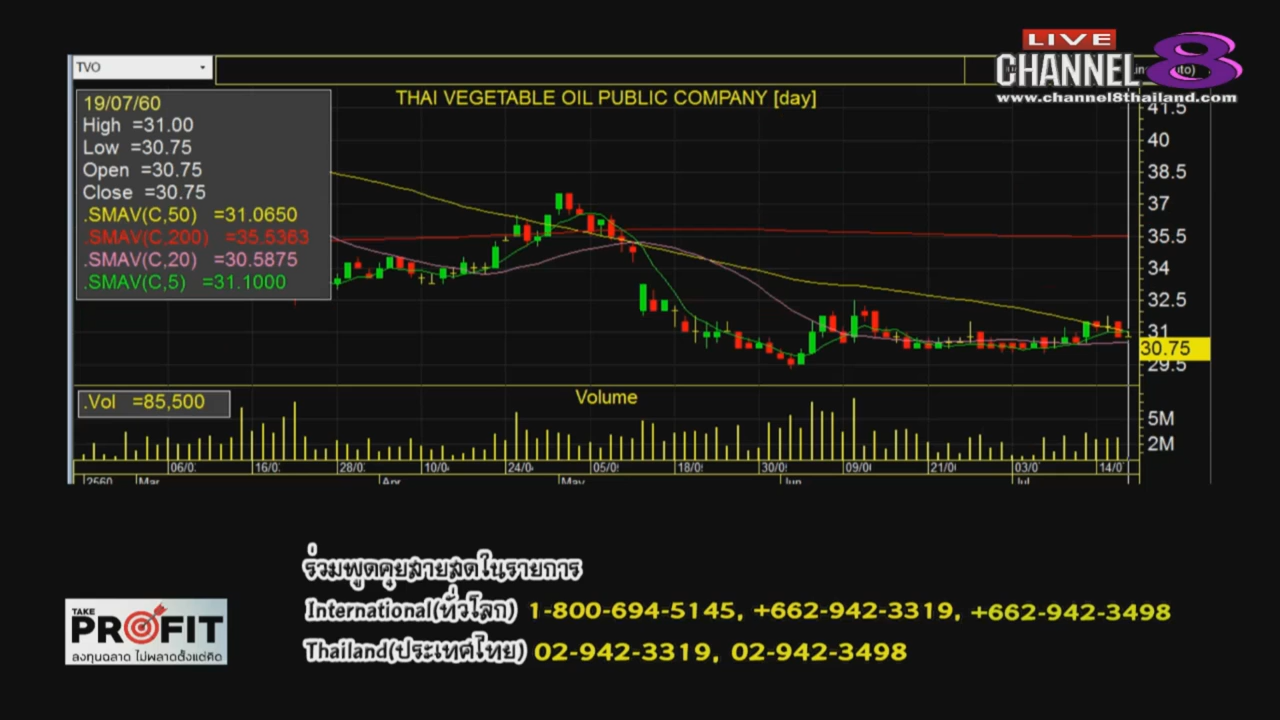 LIVE
CHANNEL 8
www.channel8thailand.com
TVO
THAI VEGETABLE OIL PUBLIC COMPANY [day]
19/07/60
High =31.00
Low =30.75
Open =30.75
Close =30.75
.SMAV(C,50) =31.0650
.SMAV(C,200) =35.5363
.SMAV(C,20) =30.5875
.SMAV(C,5) =31.1000
41.5
40
38.5
37
35.5
34
32.5
31
30.75
29.5
.Vol =85,500
Volume
5M
2M
06/0 16/0 28/0 10/0 24/0 05/0 18/0 30/0 09/0 21/0 03/0 14/0
2560 Mar Apr May Jun Jul
ร่วมพูดคุยสายสดในรายการ
International(ทั่วโลก) 1-800-694-5145, +662-942-3319, +662-942-3498
Thailand(ประเทศไทย) 02-942-3319, 02-942-3498
TAKE
PROFIT
ลงทุนฉลาด ไม่พลาดตั้งแต่คิด